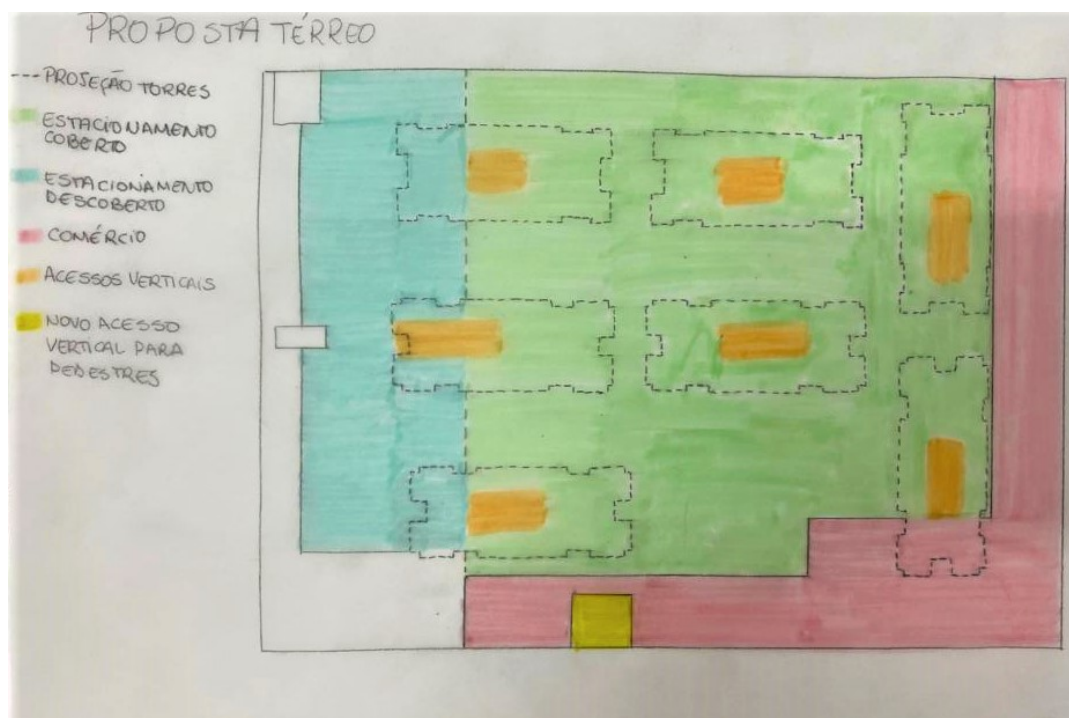 PROPOSTA TÉRREO
PROJEÇÃO TORRES
ESTACIONAMENTO
COBERTO
ESTACIONAMENTO
DESCOBERTO
COMÉRCIO
ACESSOS VERTICAIS
NOVO ACESSO
VERTICAL PARA
PEDESTRES